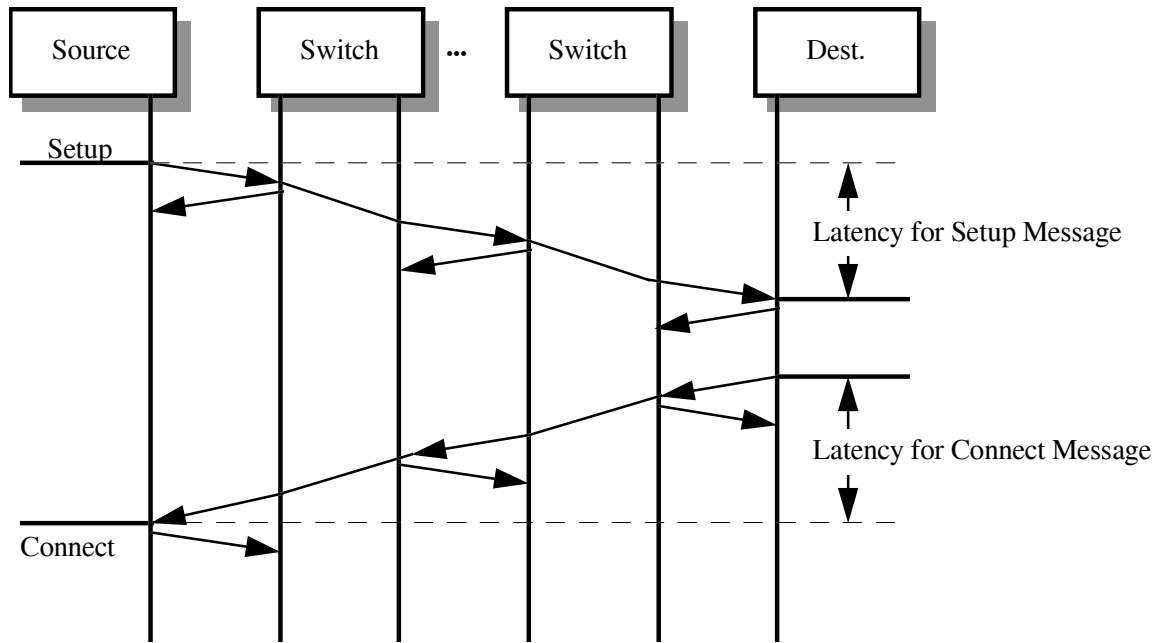 Source
Switch
...
Switch
Dest.
Setup
Latency for Setup Message
Latency for Connect Message
Connect